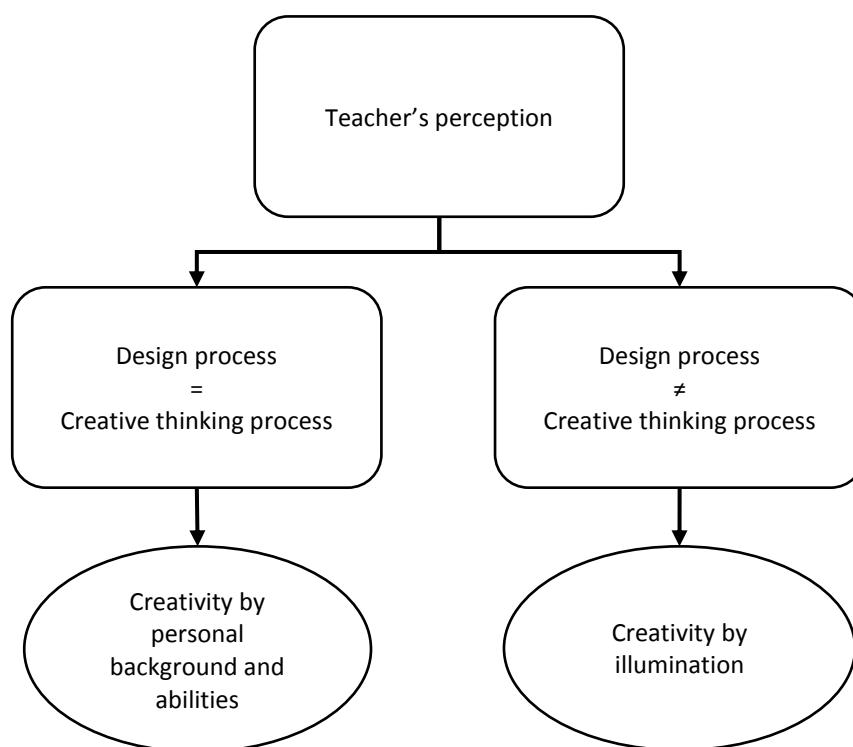 Teacher’s perception
Design process
=
Creative thinking process
Design process
≠
Creative thinking process
Creativity by
personal
background and
abilities
Creativity by
illumination